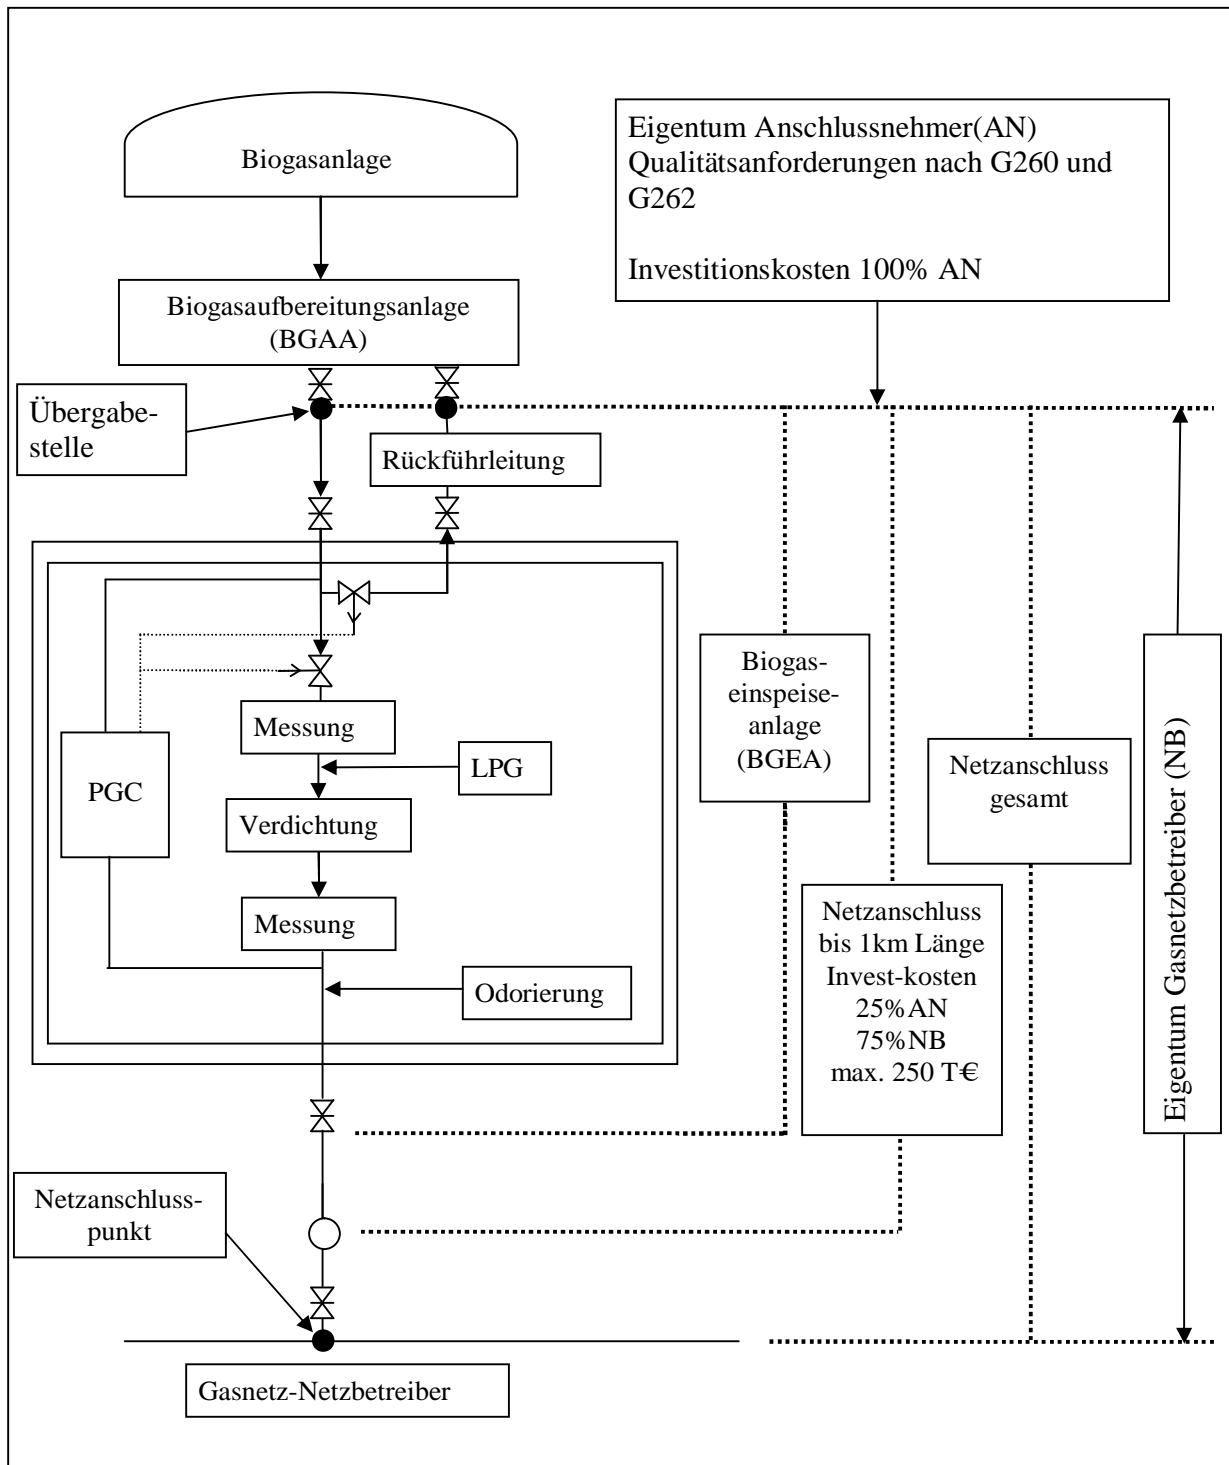 Biogasanlage
Eigentum Anschlussnehmer(AN)
Qualitätsanforderungen nach G260 und
G262
Investitionskosten 100% AN
Biogasaufbereitungsanlage
(BGAA)
Übergabe-
stelle
Rückführleitung
Messung
LPG
PGC
Verdichtung
Messung
Odorierung
Biogas-
einspeise-
anlage
(BGEA)
Netzanschluss
gesamt
Netzanschluss
bis 1km Länge
Invest-kosten
25%AN
75%NB
max. 250 T€
Eigentum Gasnetzbetreiber (NB)
Netzanschluss-
punkt
Gasnetz-Netzbetreiber